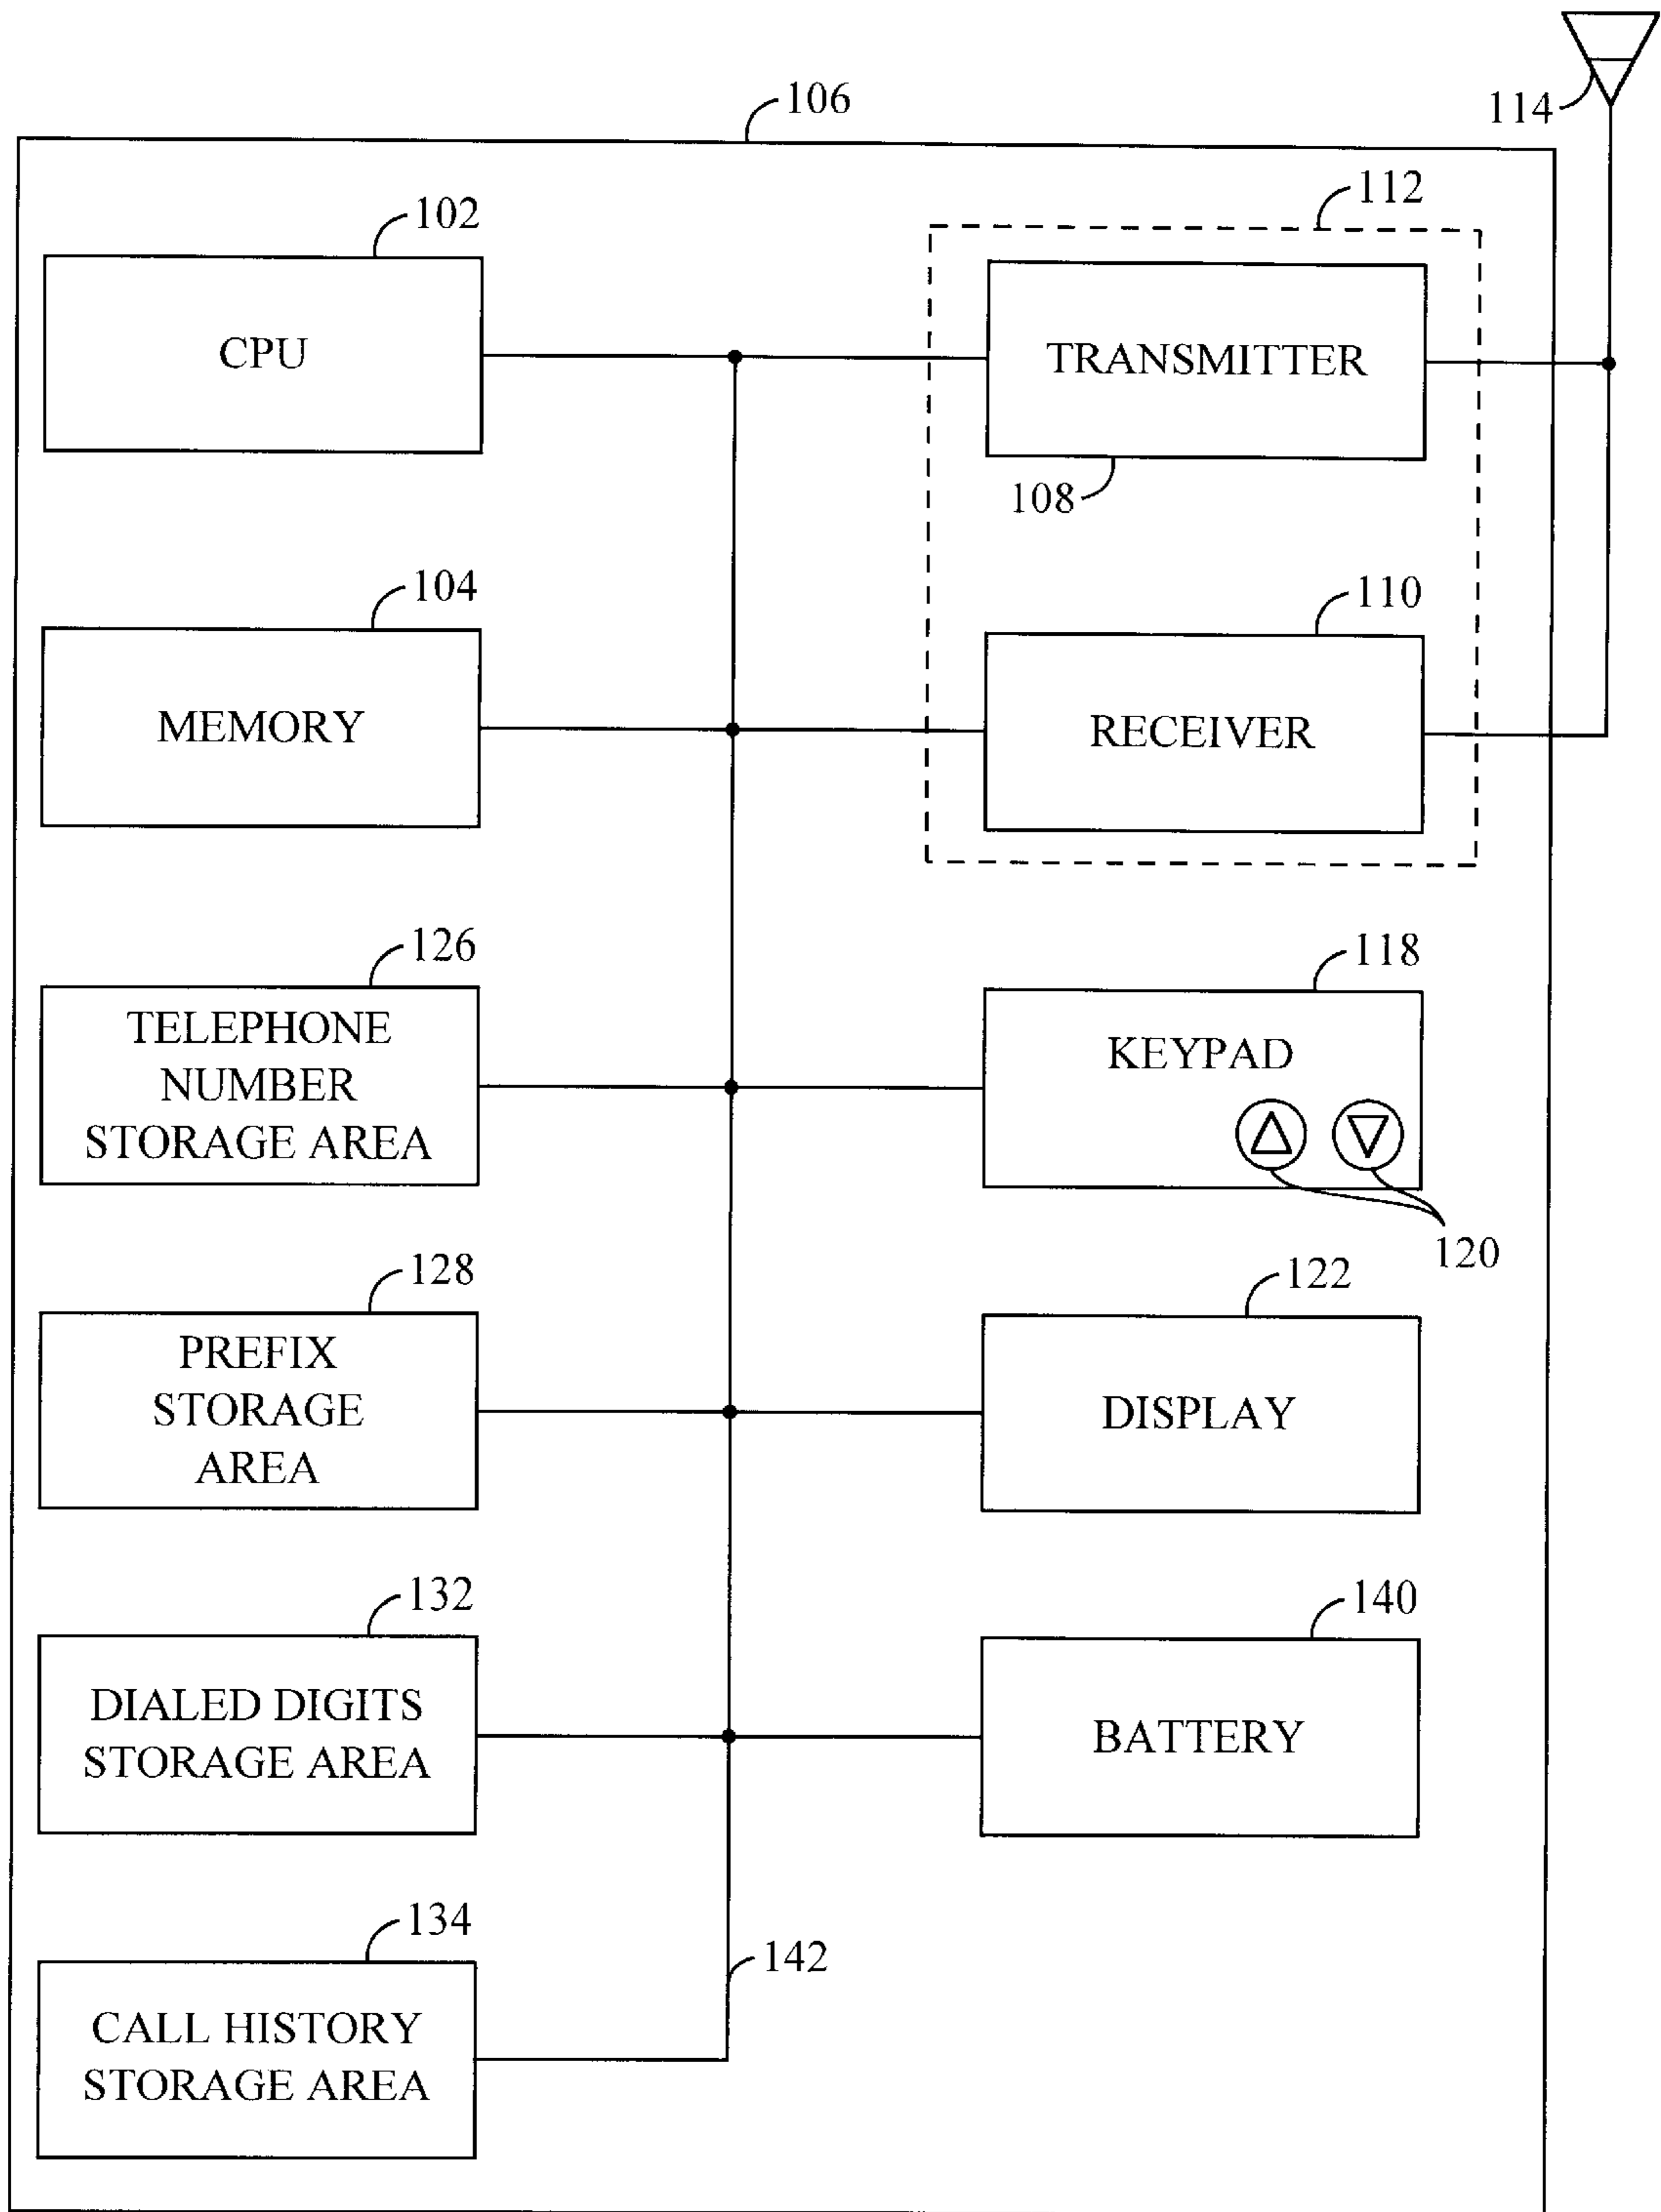 114
106
112
102
CPU
TRANSMITTER
108
104
MEMORY
110
RECEIVER
126
TELEPHONE
NUMBER
STORAGE AREA
118
KEYPAD
120
128
PREFIX
STORAGE
AREA
122
DISPLAY
132
DIALED DIGITS
STORAGE AREA
140
BATTERY
134
CALL HISTORY
STORAGE AREA
142